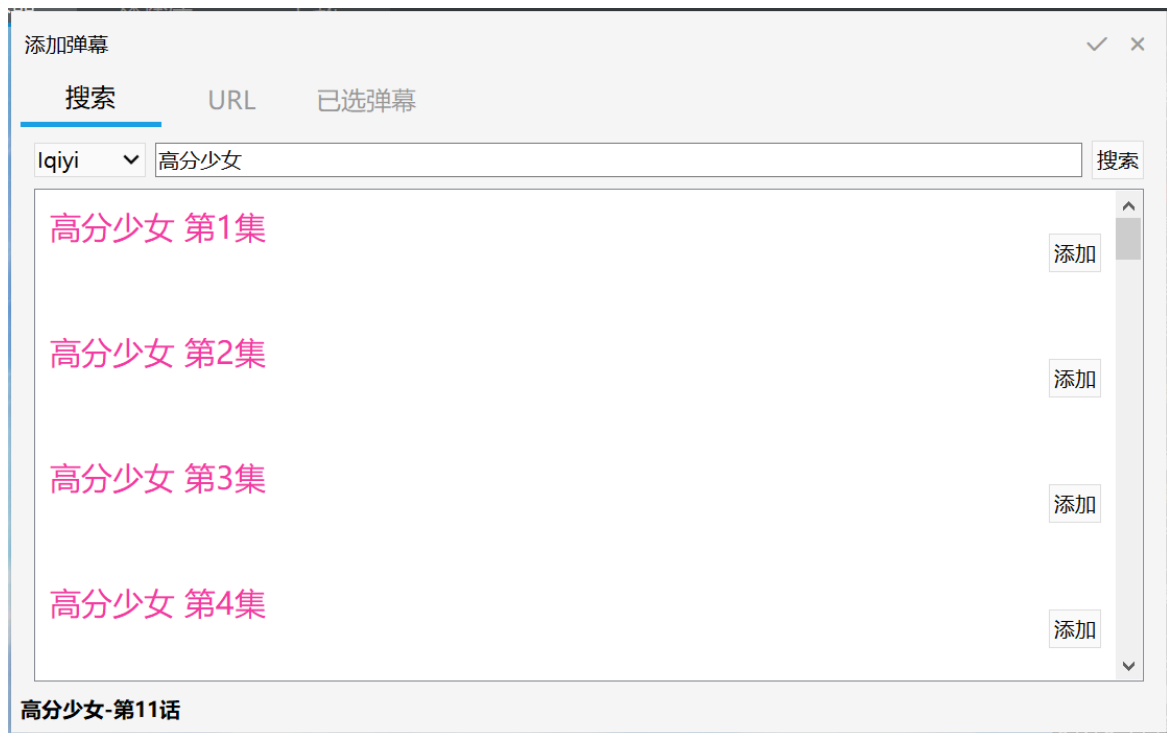 添加弹幕
搜索 URL 已选弹幕
Iqiyi 高分少女 搜索
高分少女 第1集
添加
高分少女 第2集
添加
高分少女 第3集
添加
高分少女 第4集
添加
高分少女-第11话